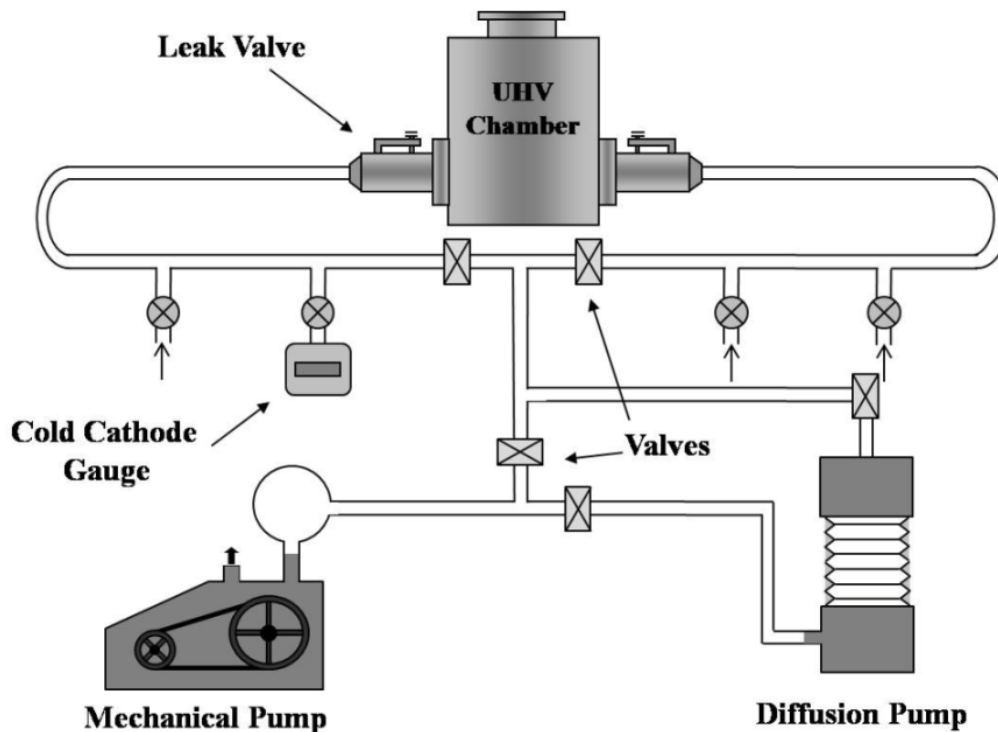 Leak Valve
UHV
Chamber
Cold Cathode
Gauge
Valves
Mechanical Pump
Diffusion Pump